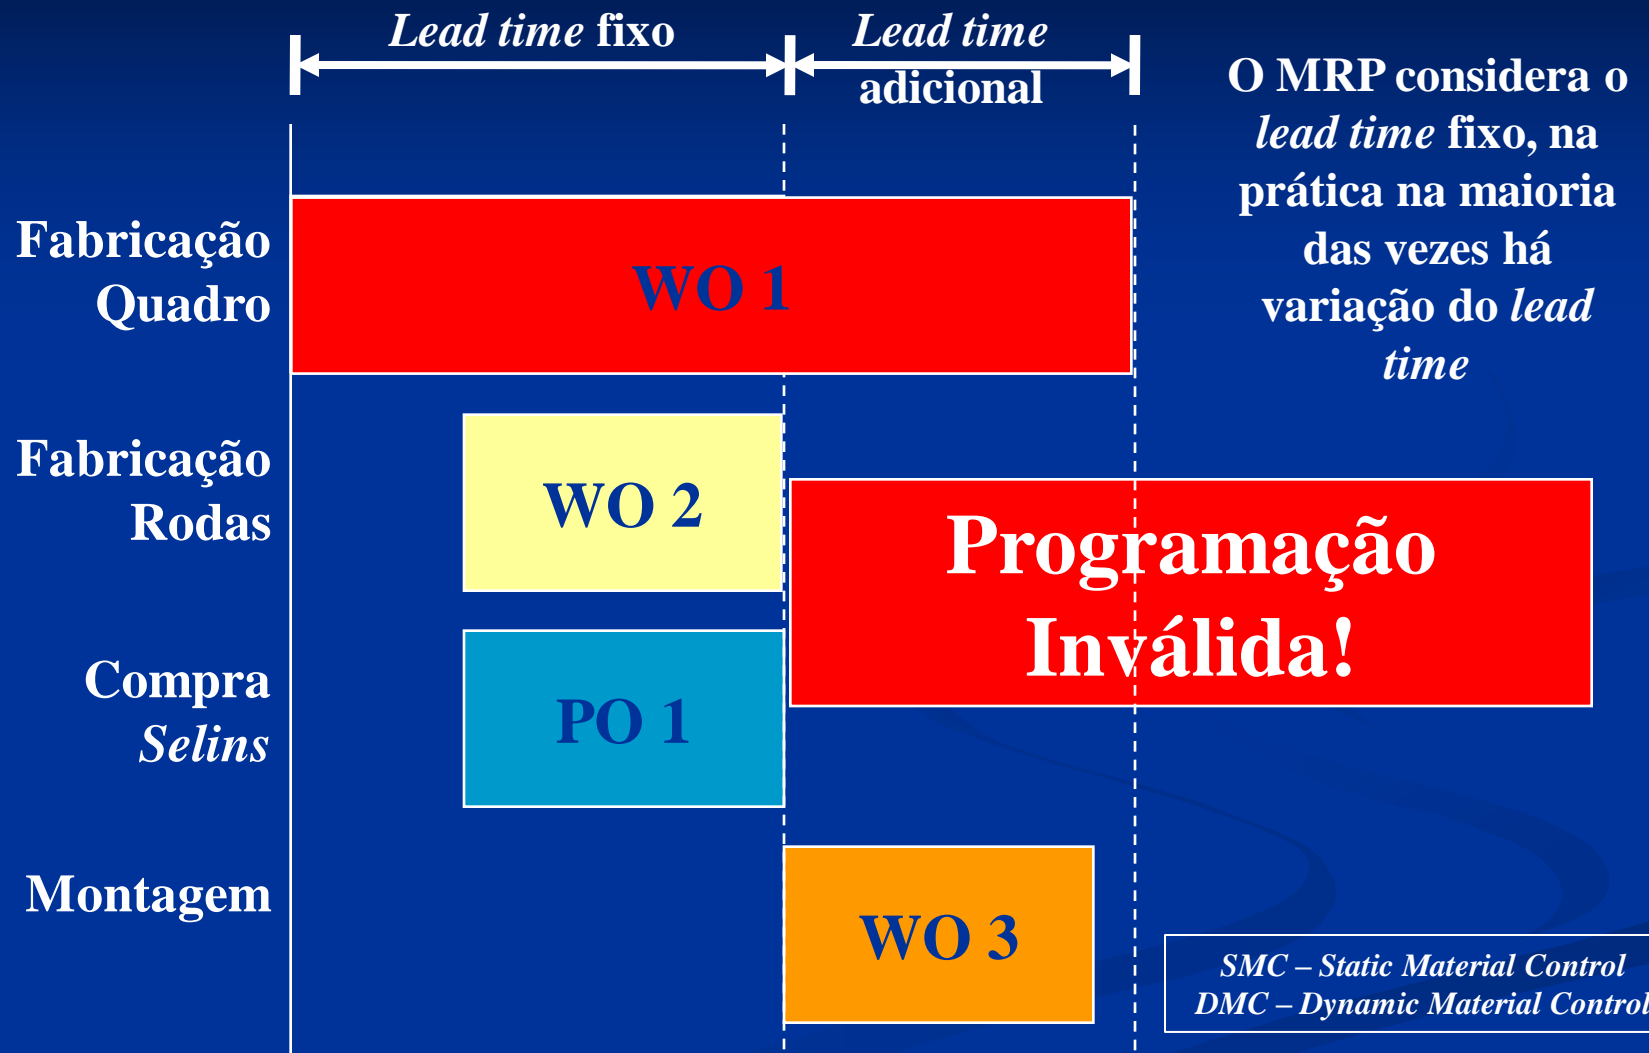 Lead time fixo
Lead time
adicional
O MRP considera o
lead time fixo, na
prática na maioria
das vezes há
variação do lead
time
Fabricação
Quadro
WO 1
Fabricação
Rodas
WO 2
Programação
Inválida!
Compra
Selins
PO 1
Montagem
WO 3
SMC – Static Material Control
DMC – Dynamic Material Control